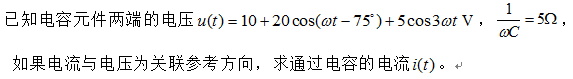 已知电容元件两端的电压 u(t) = 10 + 20cos(ωt − 75°) + 5cos3ωt V ， 1/ωC = 5Ω ，
如果电流与电压为关联参考方向，求通过电容的电流 i(t) 。↵